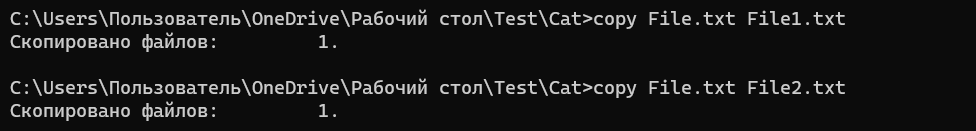 C:\Users\Пользователь\OneDrive\Рабочий стол\Test\Cat>copy File.txt File1.txt
Скопировано файлов:         1.
C:\Users\Пользователь\OneDrive\Рабочий стол\Test\Cat>copy File.txt File2.txt
Скопировано файлов:         1.